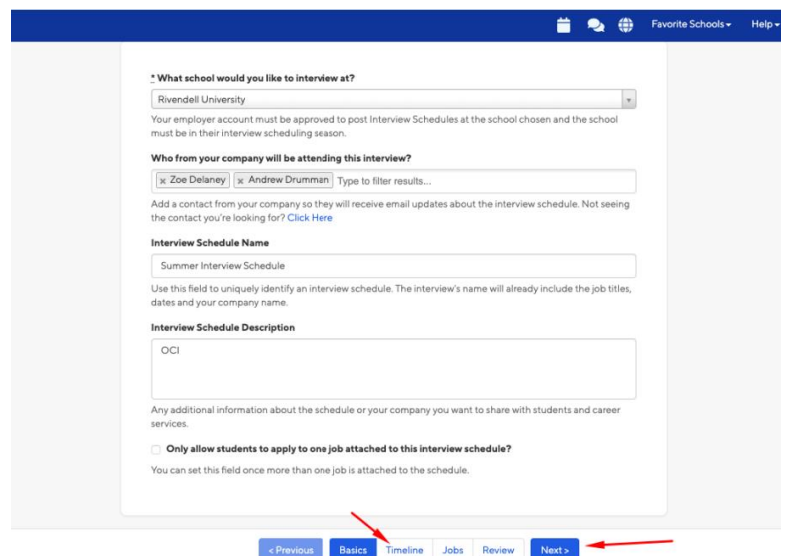 Favorite Schools
Help
* What school would you like to interview at?
Rivendell University
Your employer account must be approved to post Interview Schedules at the school chosen and the school
must be in their interview scheduling season.
Who from your company will be attending this interview?
× Zoe Delaney × Andrew Drumman Type to filter results...
Add a contact from your company so they will receive email updates about the interview schedule. Not seeing
the contact you're looking for? Click Here
Interview Schedule Name
Summer Interview Schedule
Use this field to uniquely identify an interview schedule. The interview's name will already include the job titles,
dates and your company name.
Interview Schedule Description
OCI
Any additional information about the schedule or your company you want to share with students and career
services.
Only allow students to apply to one job attached to this interview schedule?
You can set this field once more than one job is attached to the schedule.
< Previous Basics Timeline Jobs Review Next >